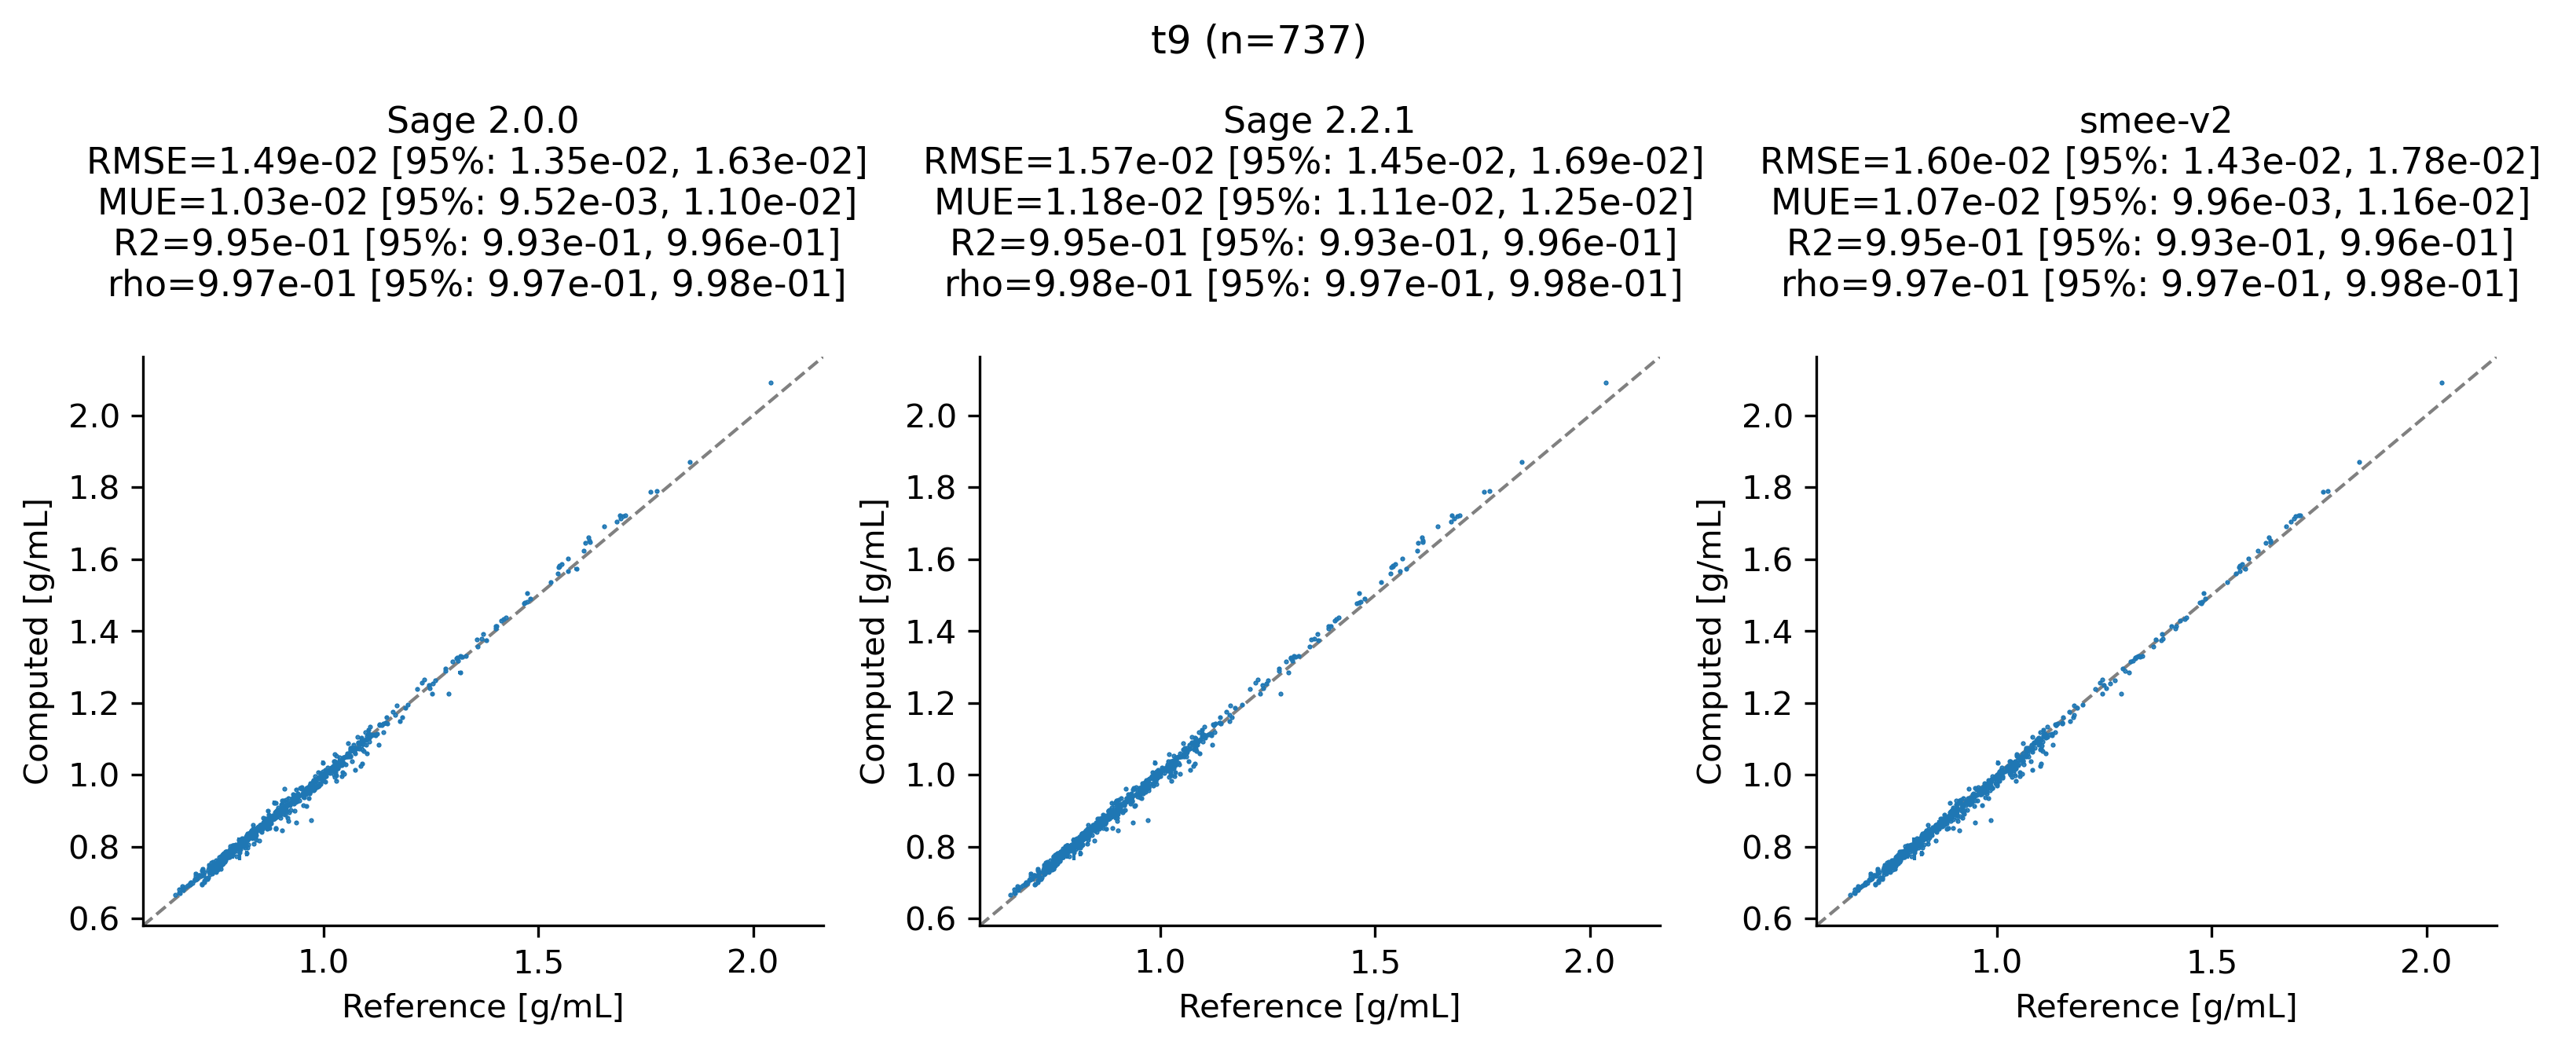 t9 (n=737)
Sage 2.0.0
RMSE=1.49e-02 [95%: 1.35e-02, 1.63e-02]
MUE=1.03e-02 [95%: 9.52e-03, 1.10e-02]
R2=9.95e-01 [95%: 9.93e-01, 9.96e-01]
rho=9.97e-01 [95%: 9.97e-01, 9.98e-01]
Computed [g/mL]
2.0
1.8
1.6
1.4
1.2
1.0
0.8
0.6
1.0
1.5
2.0
Reference [g/mL]
Sage 2.2.1
RMSE=1.57e-02 [95%: 1.45e-02, 1.69e-02]
MUE=1.18e-02 [95%: 1.11e-02, 1.25e-02]
R2=9.95e-01 [95%: 9.93e-01, 9.96e-01]
rho=9.98e-01 [95%: 9.97e-01, 9.98e-01]
Computed [g/mL]
2.0
1.8
1.6
1.4
1.2
1.0
0.8
0.6
1.0
1.5
2.0
Reference [g/mL]
smee-v2
RMSE=1.60e-02 [95%: 1.43e-02, 1.78e-02]
MUE=1.07e-02 [95%: 9.96e-03, 1.16e-02]
R2=9.95e-01 [95%: 9.93e-01, 9.96e-01]
rho=9.97e-01 [95%: 9.97e-01, 9.98e-01]
Computed [g/mL]
2.0
1.8
1.6
1.4
1.2
1.0
0.8
0.6
1.0
1.5
2.0
Reference [g/mL]